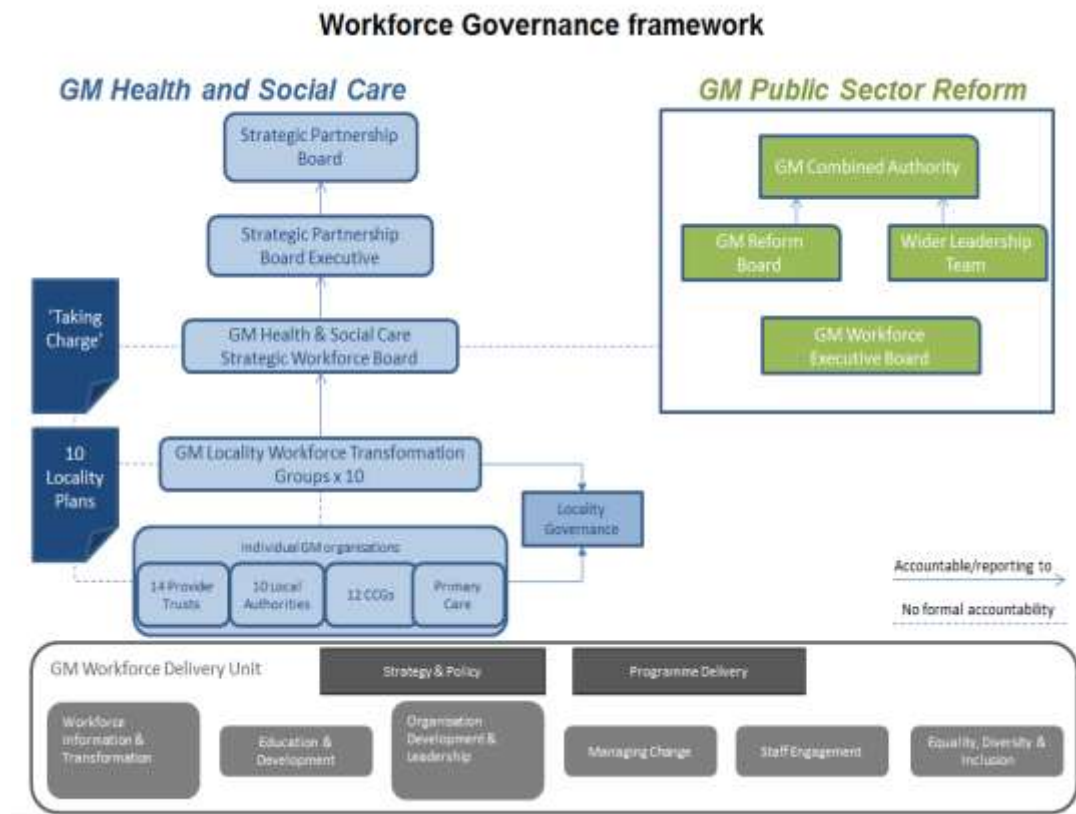 Workforce Governance framework
GM Health and Social Care
GM Public Sector Reform
Strategic Partnership
Board
GM Combined Authority
Strategic Partnership
Board Executive
GM Reform
Board
Wider Leadership
Team
'Taking
Charge'
GM Health & Social Care
Strategic Workforce Board
GM Workforce
Executive Board
10
Locality
Plans
GM Locality Workforce Transformation
Groups x 10
Locality
Governance
Individual GM organisations
14 Provider
Trusts
10 Local
Authorities
12 CCGs
Primary
Care
Accountable/reporting to
No formal accountability
GM Workforce Delivery Unit
Strategy & Policy
Programme Delivery
Workforce
Information &
Transformation
Education &
Development
Organisation
Development &
Leadership
Managing Change
Staff Engagement
Equality, Diversity &
Inclusion